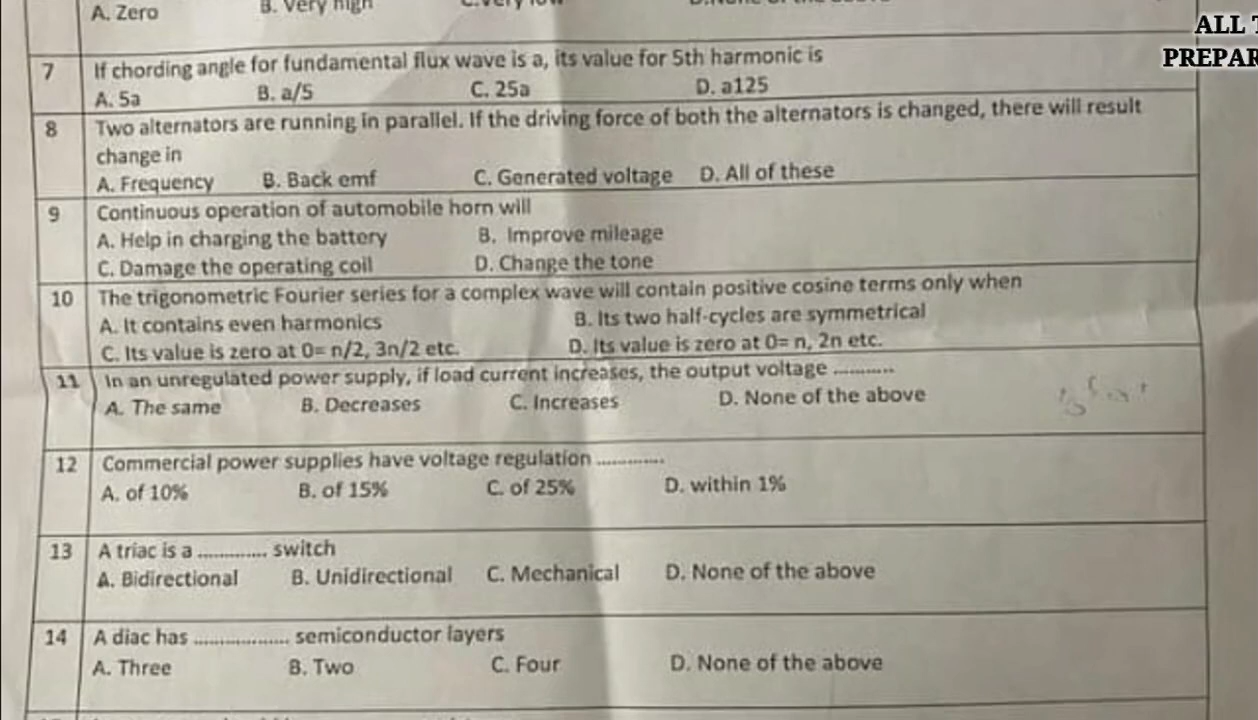 A. Zero B. Very high
ALL
PREPAR
7 If chording angle for fundamental flux wave is a, its value for 5th harmonic is
A. 5a B. a/5 C. 25a D. a125
8 Two alternators are running in parallel. If the driving force of both the alternators is changed, there will result
change in
A. Frequency B. Back emf C. Generated voltage D. All of these
9 Continuous operation of automobile horn will
A. Help in charging the battery B. Improve mileage
C. Damage the operating coil D. Change the tone
10 The trigonometric Fourier series for a complex wave will contain positive cosine terms only when
A. It contains even harmonics B. Its two half-cycles are symmetrical
C. Its value is zero at 0= n/2, 3n/2 etc. D. Its value is zero at 0= n, 2n etc.
11 In an unregulated power supply, if load current increases, the output voltage ...........
A. The same B. Decreases C. Increases D. None of the above
12 Commercial power supplies have voltage regulation .............
A. of 10% B. of 15% C. of 25% D. within 1%
13 A triac is a ............. switch
A. Bidirectional B. Unidirectional C. Mechanical D. None of the above
14 A diac has .................. semiconductor layers
A. Three B. Two C. Four D. None of the above